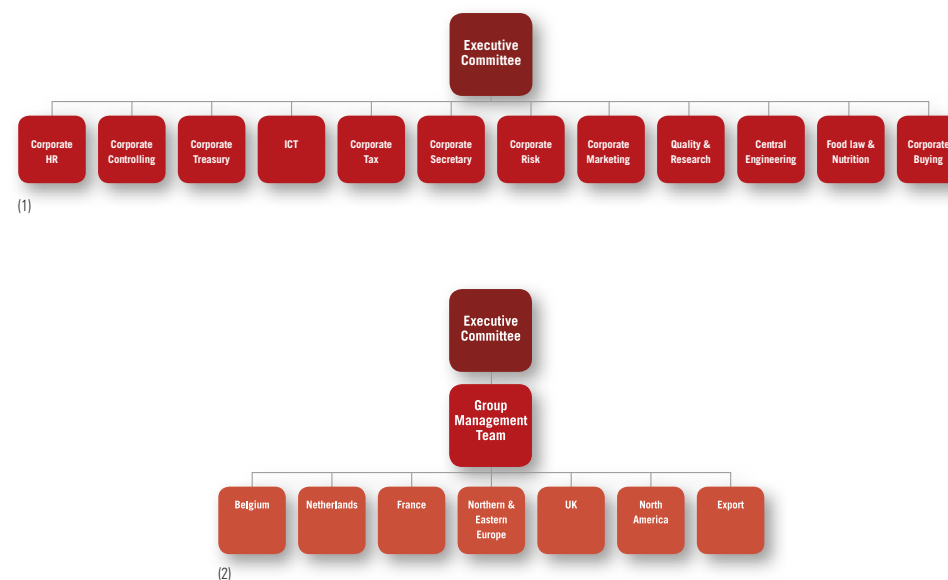 Executive
Committee
Corporate
HR
Corporate
Controlling
Corporate
Treasury
ICT
Corporate
Tax
Corporate
Secretary
Corporate
Risk
Corporate
Marketing
Quality &
Research
Central
Engineering
Food law &
Nutrition
Corporate
Buying
(1)
Executive
Committee
Group
Management
Team
Belgium
Netherlands
France
Northern &
Eastern
Europe
UK
North
America
Export
(2)